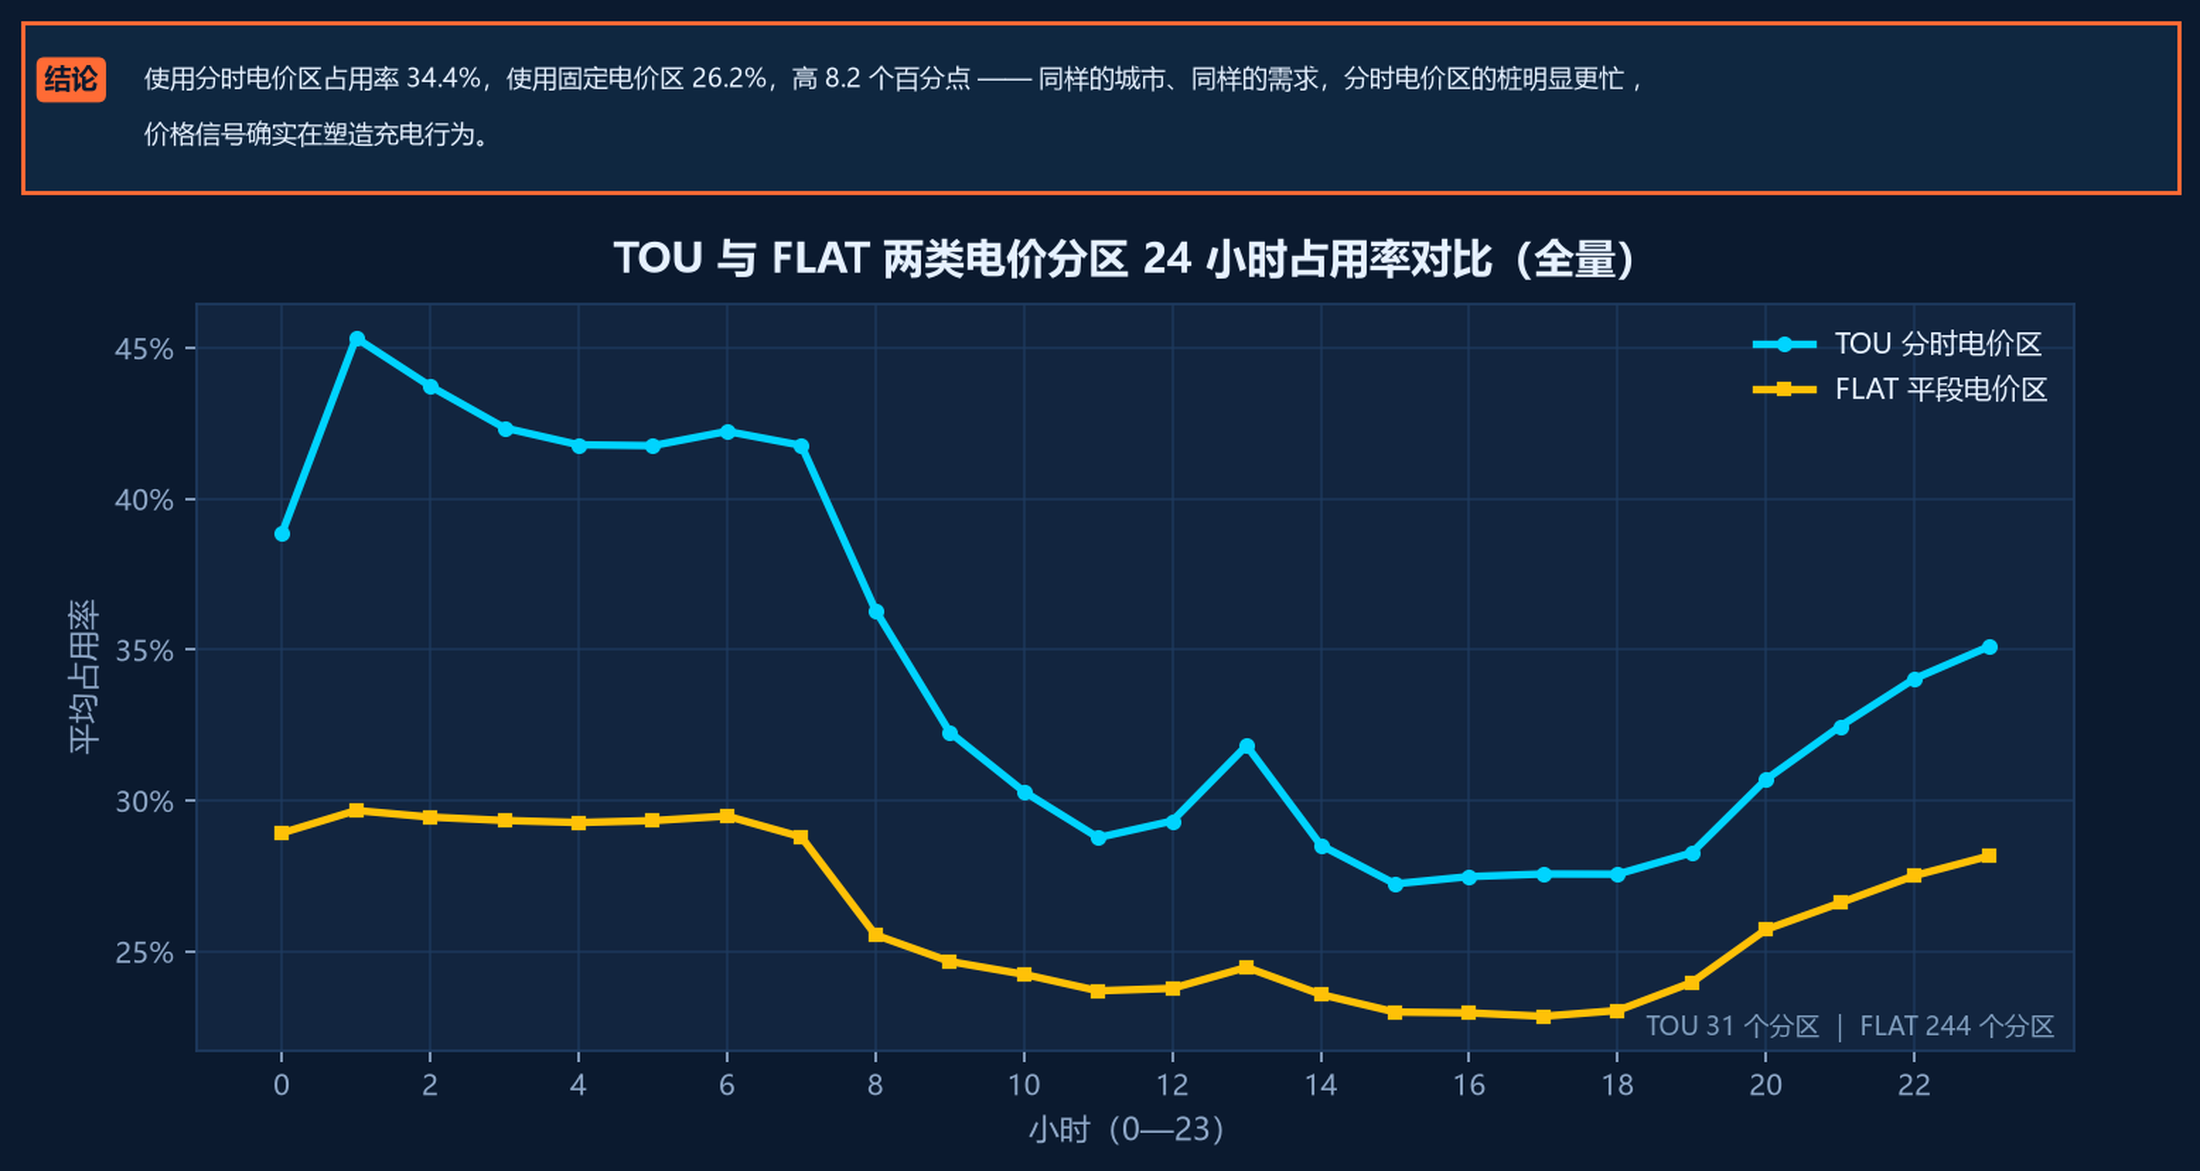 结论
使用分时电价区占用率 34.4%，使用固定电价区 26.2%，高 8.2 个百分点 —— 同样的城市、同样的需求，分时电价区的桩明显更忙，
价格信号确实在塑造充电行为。
TOU 与 FLAT 两类电价分区 24 小时占用率对比（全量）
TOU 分时电价区
FLAT 平段电价区
45%
40%
35%
30%
25%
平均占用率
TOU 31 个分区 | FLAT 244 个分区
0 2 4 6 8 10 12 14 16 18 20 22
小时（0—23）